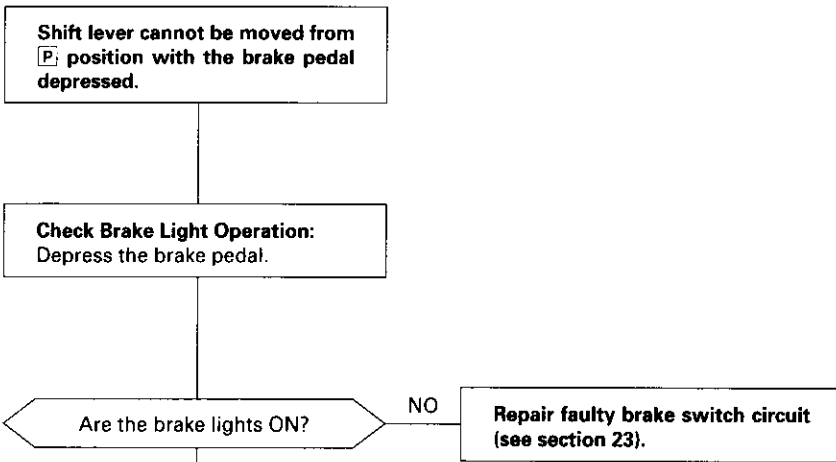 Shift lever cannot be moved from
P position with the brake pedal
depressed.
Check Brake Light Operation:
Depress the brake pedal.
Are the brake lights ON?
NO
Repair faulty brake switch circuit
(see section 23).